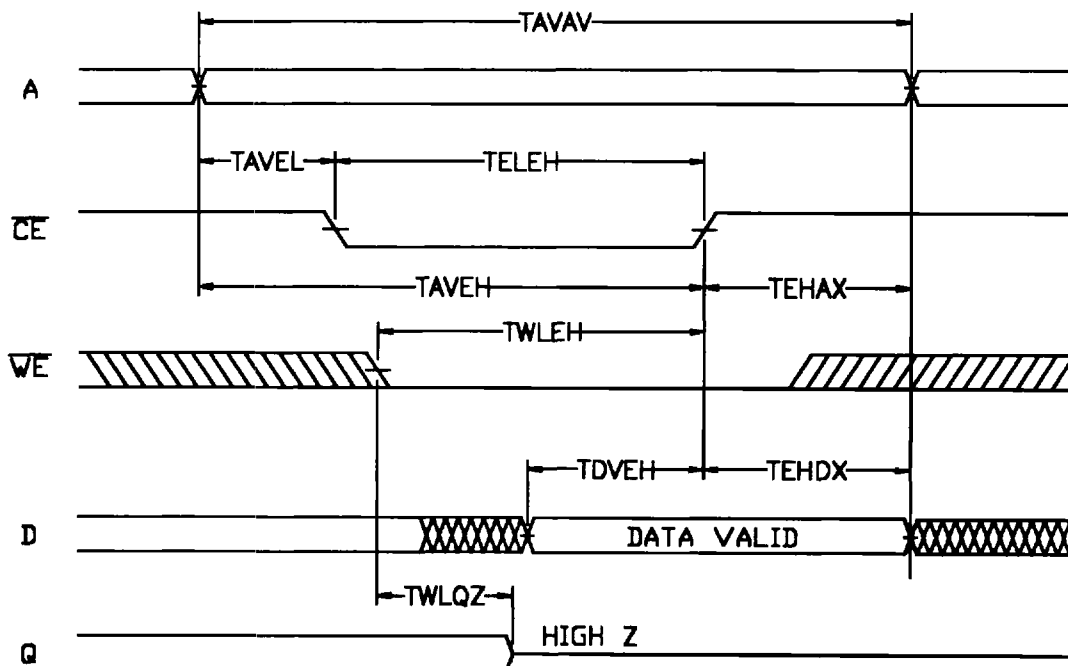 TAVAV
A
TAVEL TELEH
CE
TAVEH TEHAX
TWLEH
WE
TDVEH TEHDX
D DATA VALID
TWLQZ
HIGH Z
Q